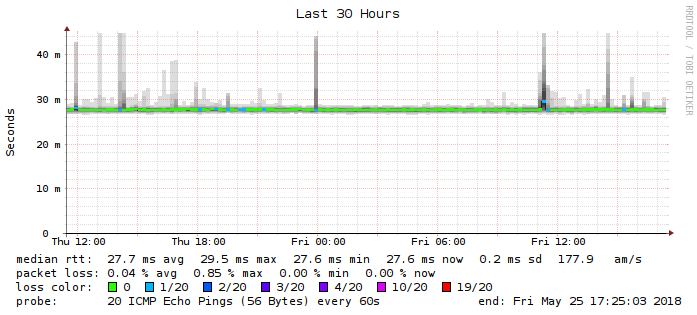 Last 30 Hours
RRDTOOL / TOBI OETIKER
Seconds
40 m
30 m
20 m
10 m
0
Thu 12:00 Thu 18:00 Fri 00:00 Fri 06:00 Fri 12:00
median rtt: 27.7 ms avg 29.5 ms max 27.6 ms min 27.6 ms now 0.2 ms sd 177.9 am/s
packet loss: 0.04 % avg 0.85 % max 0.00 % min 0.00 % now
loss color: 0 1/20 2/20 3/20 4/20 10/20 19/20
probe: 20 ICMP Echo Pings (56 Bytes) every 60s end: Fri May 25 17:25:03 2018